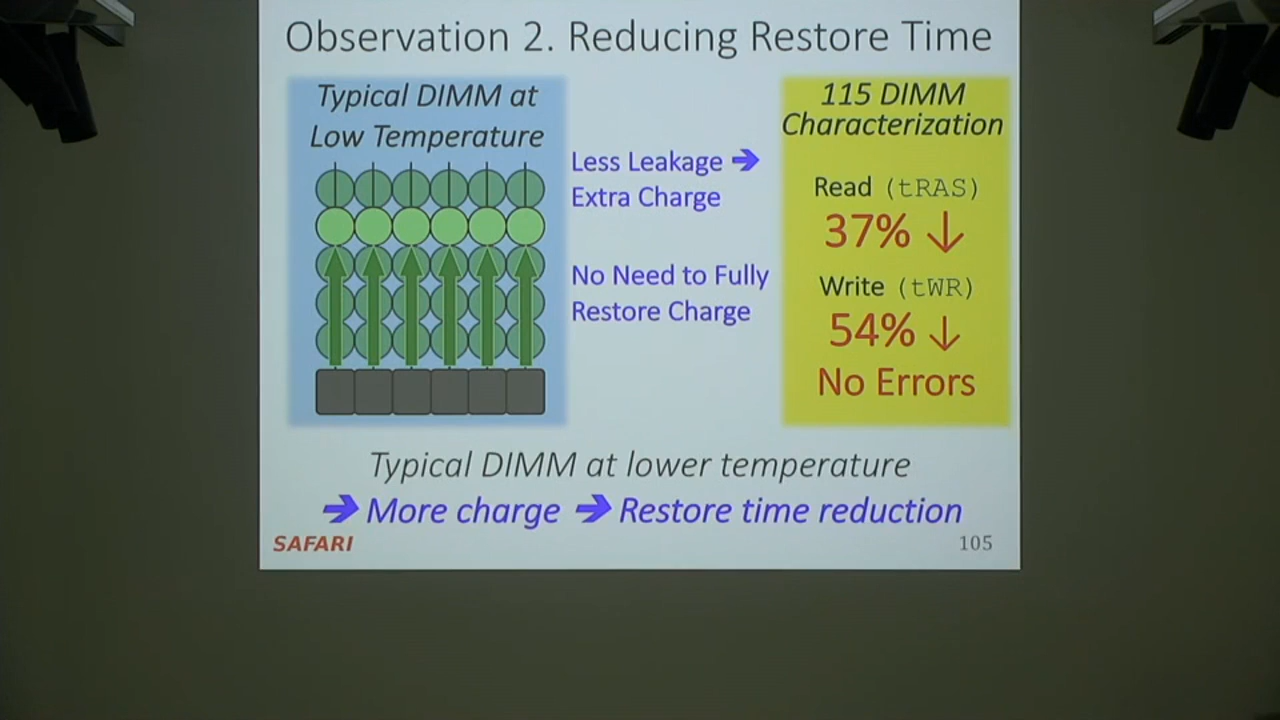 Observation 2. Reducing Restore Time
Typical DIMM at
Low Temperature
Less Leakage ➔
Extra Charge
No Need to Fully
Restore Charge
115 DIMM
Characterization
Read (tRAS)
37% ↓
Write (tWR)
54% ↓
No Errors
Typical DIMM at lower temperature
➔ More charge ➔ Restore time reduction
SAFARI
105